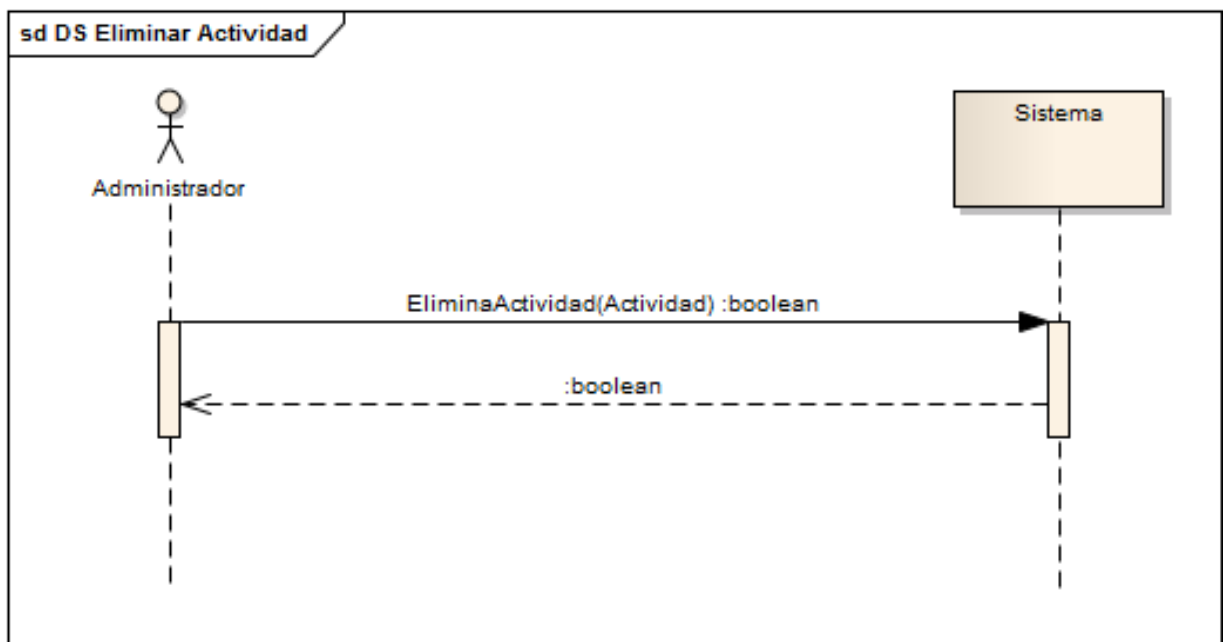 sd DS Eliminar Actividad
Sistema
Administrador
EliminaActividad(Actividad) :boolean
:boolean